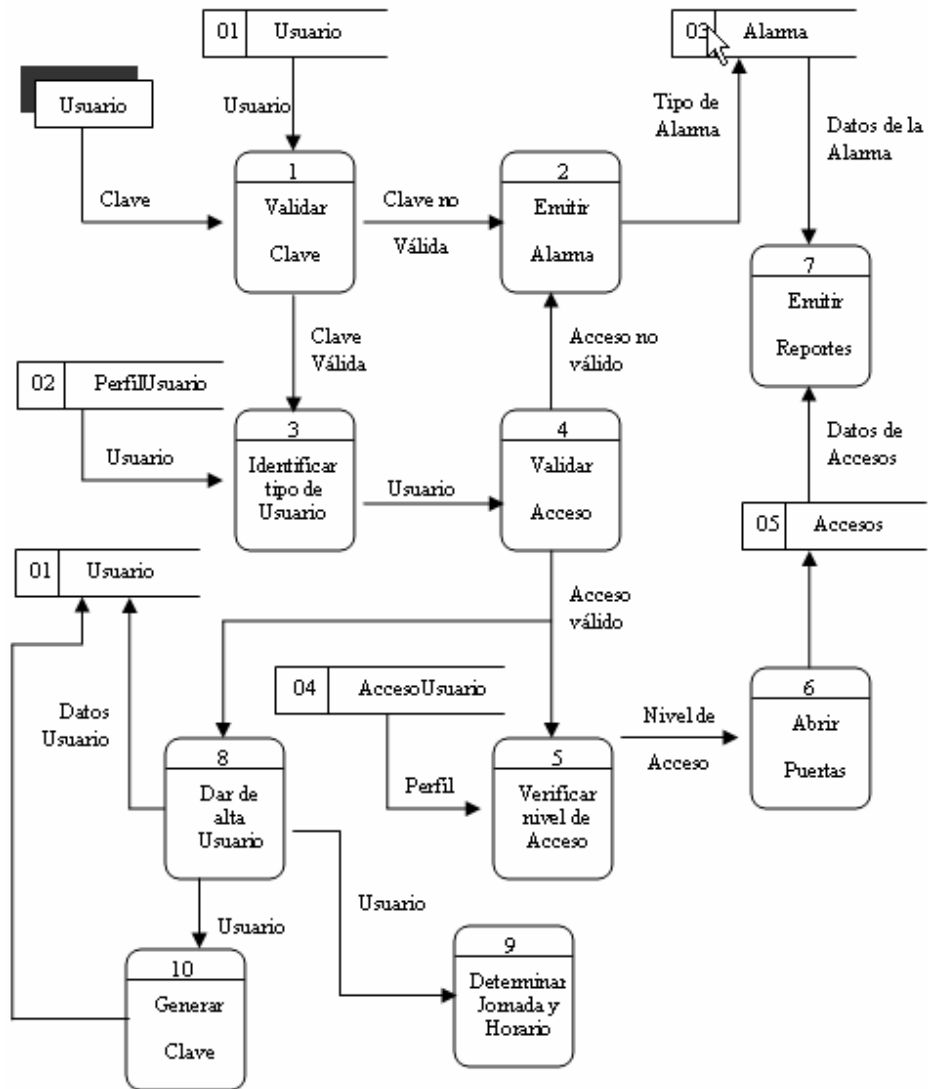 01 Usuario
03 Alarma
Usuario
Usuario
Tipo de
Alarma
Datos de la
Alarma
Clave
1
Validar
Clave
Clave no
Válida
2
Emitir
Alarma
7
Emitir
Reportes
Clave
Válida
Acceso no
válido
02 PerfilUsuario
Usuario
3
Identificar
tipo de
Usuario
Usuario
4
Validar
Acceso
Datos de
Accesos
05 Accesos
01 Usuario
Acceso
válido
04 AccesoUsuario
Datos
Usuario
Nivel de
Acceso
6
Abrir
Puertas
8
Dar de
alta
Usuario
Perfil
5
Verificar
nivel de
Acceso
Usuario
Usuario
9
Determinar
Jornada y
Horario
10
Generar
Clave